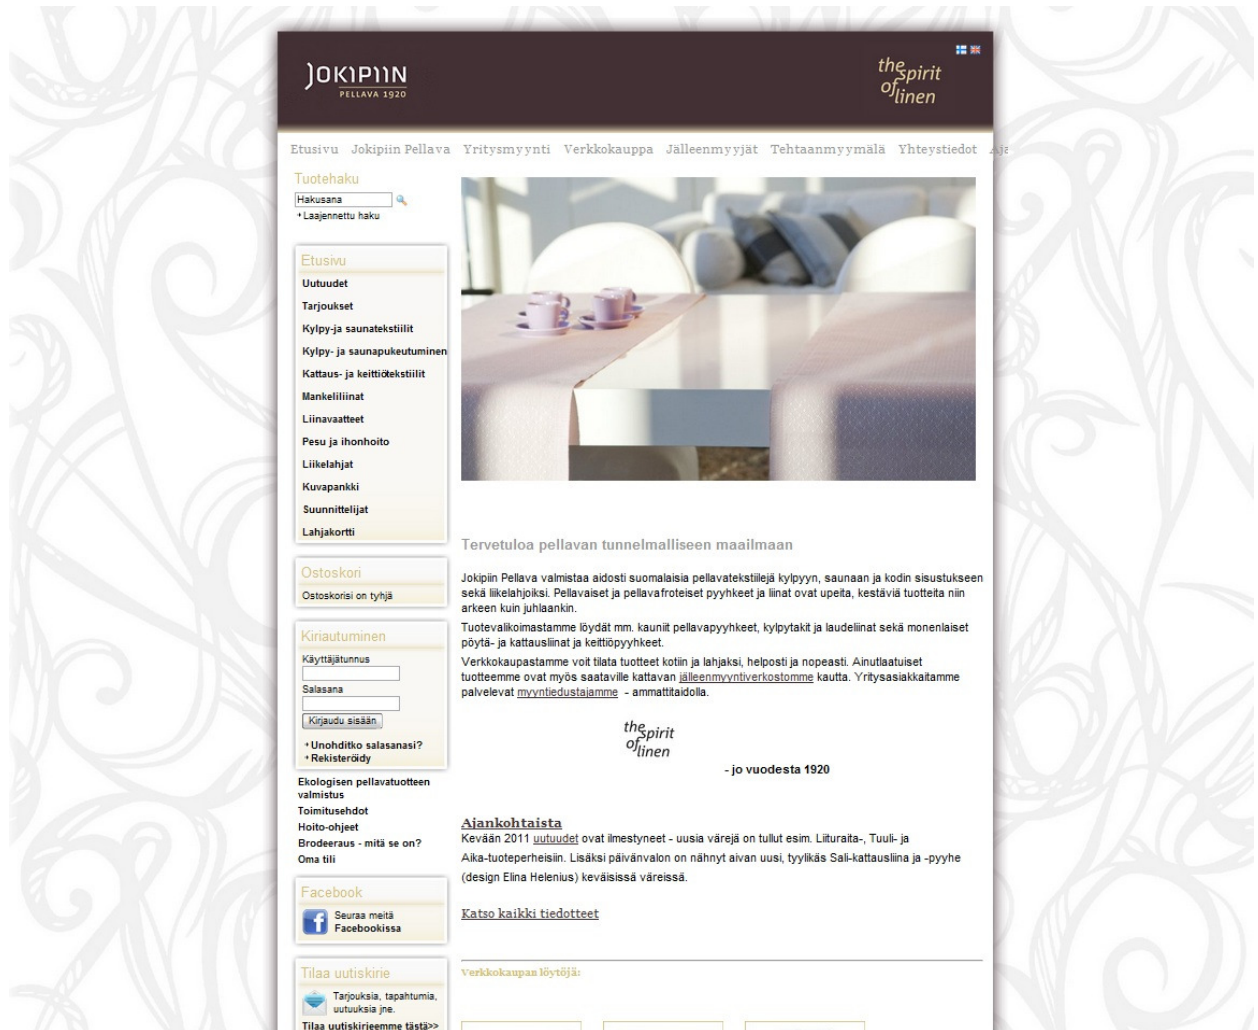 JOKIPIIN
PELLAVA 1920
the spirit
of linen
Etusivu Jokipiin Pellava Yritysmyynti Verkkokauppa Jälleenmyyjät Tehtaanmyymälä Yhteystiedot
Tuotehaku
Hakusana
Laajennettu haku
Etusivu
Uutuudet
Tarjoukset
Kylpy-ja saunatekstiilit
Kylpy- ja saunapukeutuminen
Kattaus- ja keittiötekstiilit
Mankeliliinat
Liinavaatteet
Pesu ja ihonhoito
Liikelahjat
Kuvapankki
Suunnittelijat
Lahjakortti
Ostoskori
Ostoskorisi on tyhjä
Kirjautuminen
Käyttäjätunnus
Salasana
Kirjaudu sisään
Unohditko salasanasi?
Rekisteröidy
Ekologisen pellavatuotteen
valmistus
Toimitusehdot
Hoito-ohjeet
Brodeeraus - mitä se on?
Oma tili
Facebook
Seuraa meitä
Facebookissa
Tilaa uutiskirje
Tarjouksia, tapahtumia,
uutuuksia jne.
Tilaa uutiskirjeemme tästä>>
Tervetuloa pellavan tunnelmalliseen maailmaan
Jokipiin Pellava valmistaa aidosti suomalaisia pellavatekstiilejä kylpyyn, saunaan ja kodin sisustukseen
sekä liikelahjoiksi. Pellavaiset ja pellavafroteiset pyyhkeet ja liinat ovat upeita, kestäviä tuotteita niin
arkeen kuin juhlaankin.
Tuotevalikoimastamme löydät mm. kauniit pellavapyyhkeet, kylpytakit ja laudeliinat sekä monenlaiset
pöytä- ja kattausliinat ja keittiöpyyhkeet.
Verkkokaupastamme voit tilata tuotteet kotiin ja lahjaksi, helposti ja nopeasti. Ainutlaatuiset
tuotteemme ovat myös saataville kattavan jälleenmyyntiverkostomme kautta. Yritysasiakkaitamme
palvelevat myyntiedustajamme - ammattitaidolla.
the spirit
of linen
- jo vuodesta 1920
Ajankohtaista
Kevään 2011 uutuudet ovat ilmestyneet - uusia värejä on tullut esim. Liituraita-, Tuuli- ja
Aika-tuoteperheisiin. Lisäksi päivänvalon on nähnyt aivan uusi, tyylikäs Sali-kattausliina ja -pyyhe
(design Elina Helenius) keväisissä väreissä.
Katso kaikki tiedotteet
Verkkokaupan löytöjä: